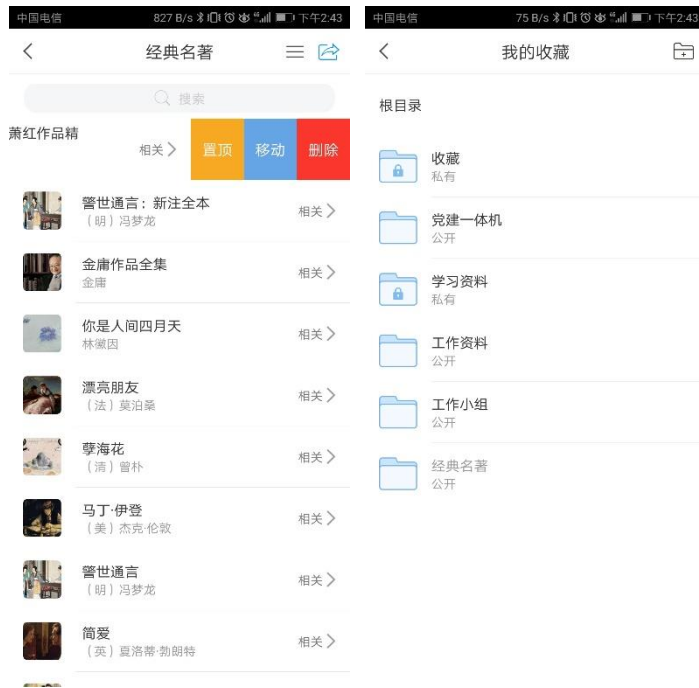 中国电信
827 B/s
下午2:43
经典名著
搜索
萧红作品精
相关
置顶
移动
删除
警世通言：新注全本
（明）冯梦龙
相关
金庸作品全集
金庸
相关
你是人间四月天
林徽因
相关
漂亮朋友
（法）莫泊桑
相关
孽海花
（清）曾朴
相关
马丁·伊登
（美）杰克·伦敦
相关
警世通言
（明）冯梦龙
相关
简爱
（英）夏洛蒂·勃朗特
相关
中国电信
75 B/s
下午2:43
我的收藏
根目录
收藏
私有
党建一体机
公开
学习资料
私有
工作资料
公开
工作小组
公开
经典名著
公开